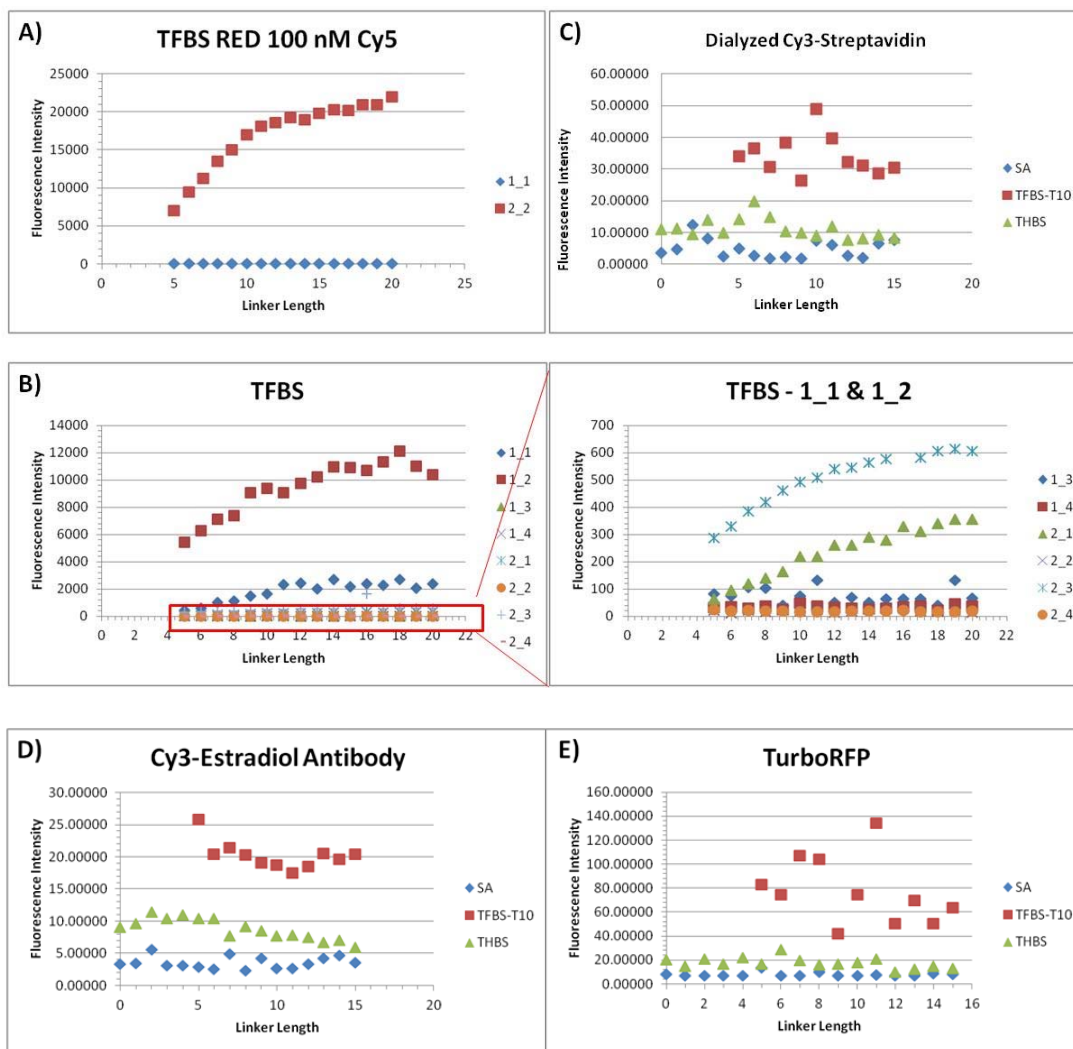 A)
TFBS RED 100 nM Cy5
Fluorescence Intensity
25000
20000
15000
10000
5000
0
0 5 10 15 20 25
Linker Length
1_1
2_2
C)
Dialyzed Cy3-Streptavidin
Fluorescence Intensity
60.00000
50.00000
40.00000
30.00000
20.00000
10.00000
0.00000
0 5 10 15 20
Linker Length
SA
TFBS-T10
THBS
B)
TFBS
Fluorescence Intensity
14000
12000
10000
8000
6000
4000
2000
0
0 2 4 6 8 10 12 14 16 18 20 22
Linker Length
1_1
1_2
1_3
1_4
2_1
2_2
2_3
2_4
TFBS - 1_1 & 1_2
Fluorescence Intensity
700
600
500
400
300
200
100
0
0 2 4 6 8 10 12 14 16 18 20 22
Linker Length
1_3
1_4
2_1
2_2
2_3
2_4
D)
Cy3-Estradiol Antibody
Fluorescence Intensity
30.00000
25.00000
20.00000
15.00000
10.00000
5.00000
0.00000
0 5 10 15 20
Linker Length
SA
TFBS-T10
THBS
E)
TurboRFP
Fluorescence Intensity
160.00000
140.00000
120.00000
100.00000
80.00000
60.00000
40.00000
20.00000
0.00000
0 2 4 6 8 10 12 14 16
Linker Length
SA
TFBS-T10
THBS